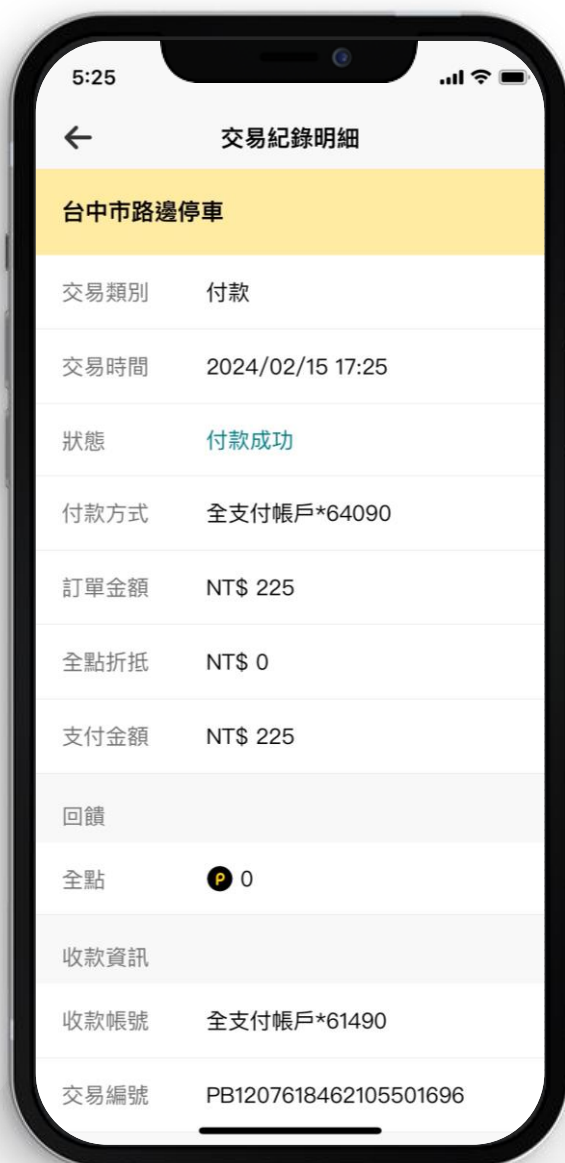 5:25
交易紀錄明細
台中市路邊停車
交易類別 付款
交易時間 2024/02/15 17:25
狀態 付款成功
付款方式 全支付帳戶*64090
訂單金額 NT$ 225
全點折抵 NT$ 0
支付金額 NT$ 225
回饋
全點 P 0
收款資訊
收款帳號 全支付帳戶*61490
交易編號 PB1207618462105501696